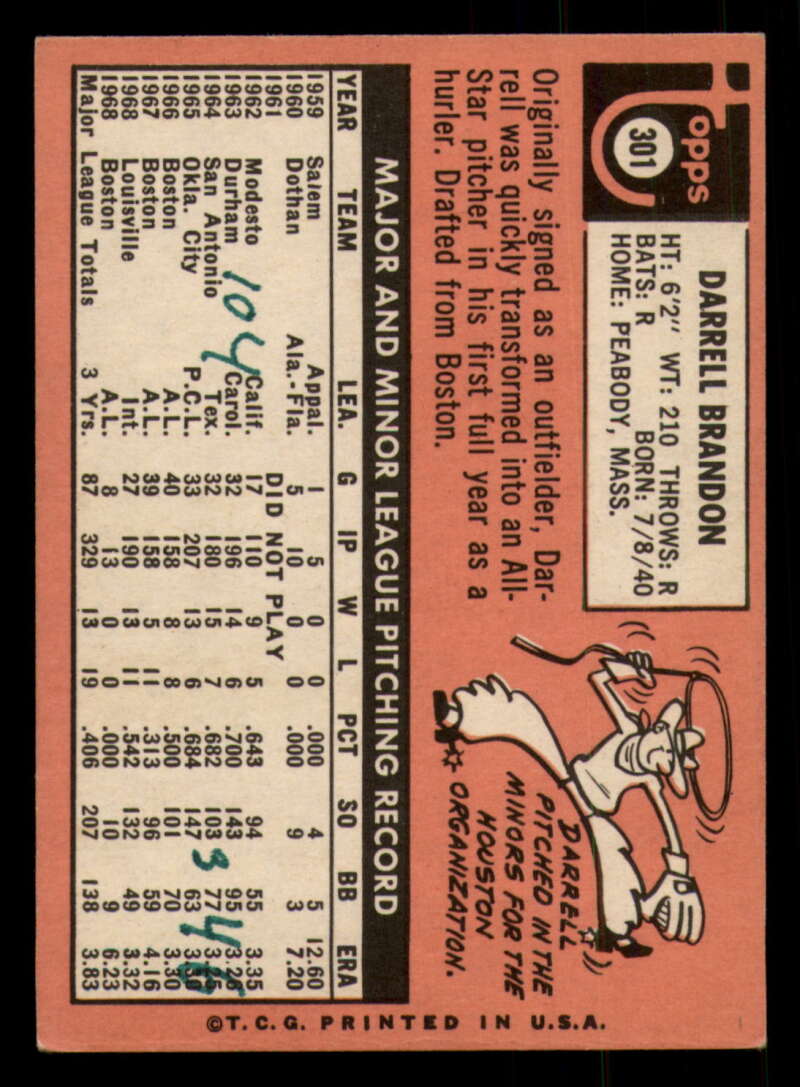 Topps
301
DARRELL BRANDON
HT: 6'2" WT: 210 THROWS: R
BATS: R BORN: 7/8/40
HOME: PEABODY, MASS.
Originally signed as an outfielder, Dar-
rell was quickly transformed into an All-
Star pitcher in his first full year as a
hurler. Drafted from Boston.
DARRELL
PITCHED IN THE
MINORS FOR THE
HOUSTON
ORGANIZATION.
MAJOR AND MINOR LEAGUE PITCHING RECORD
YEAR TEAM LEA. G IP W L PCT SO BB ERA
1959 Salem Appal. 1 5 0 0 .000 4 5 12.60
1960 Dothan Ala.-Fla. 5 10 0 0 .000 9 3 7.20
1961 DID NOT PLAY
1962 Modesto Calif. 17 110 9 5 .643 94 55 3.35
1963 Durham Carol. 32 196 14 6 .700 143 95 3.26
1964 San Antonio Tex. 32 180 15 7 .682 103 77
1965 Okla. City P.C.L. 33 207 13 6 .684 147 63
1966 Boston A.L. 40 158 8 8 .500 101 70 3.30
1967 Boston A.L. 39 158 5 11 .313 96 59 4.16
1968 Louisville Int. 27 190 13 11 .542 132 49 3.32
1968 Boston A.L. 8 13 0 0 .000 10 9 6.23
Major League Totals 3 Yrs. 87 329 13 19 .406 207 138 3.83
104
3 4
©T.C.G. PRINTED IN U.S.A.